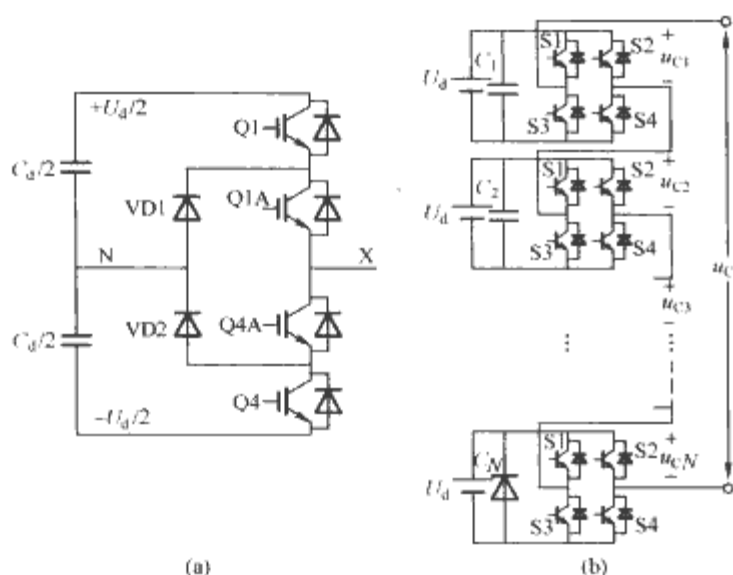 +Ud/2
Cd/2
Q1
VD1
Q1A
N
X
VD2
Q4A
Cd/2
Q4
−Ud/2
(a)
S1
S2
+
C1
uC1
Ud
−
S3
S4
S1
S2
+
C2
uC2
Ud
−
S3
S4
uC
+
uC3
−
⋮
⋮
S1
S2
+
CN
uCN
Ud
−
S3
S4
(b)